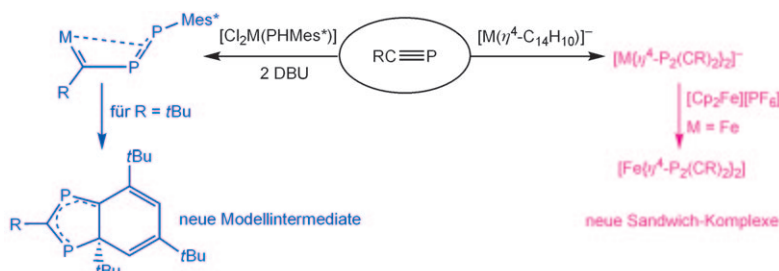 Mes*
M
P
P
R
[Cl₂M(PHMes*)]
2 DBU
RC≡P
[M(η⁴-C₁₄H₁₀)]⁻
[M{η⁴-P₂(CR)₂}₂]⁻
für R = tBu
[Cp₂Fe][PF₆]
M = Fe
[Fe{η⁴-P₂(CR)₂}₂]
tBu
tBu
P
R
P
tBu
tBu
neue Modellintermediate
neue Sandwich-Komplexe